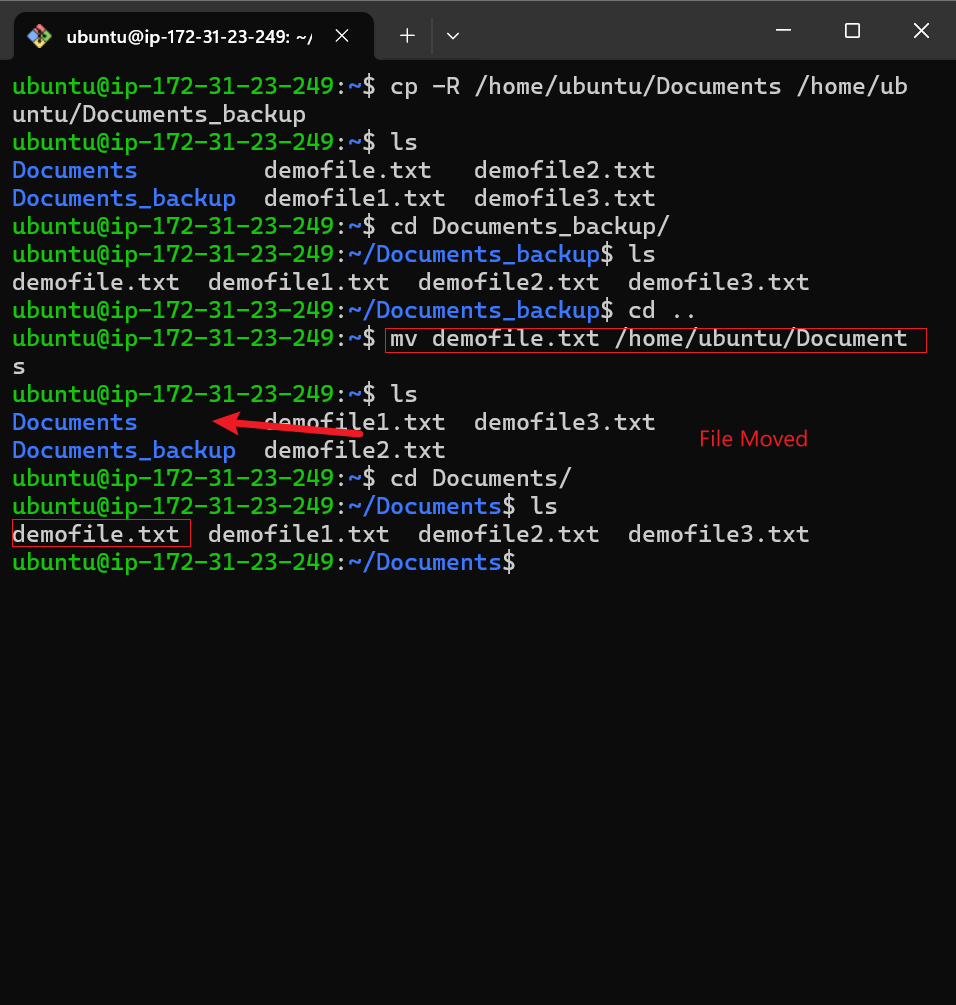 ubuntu@ip-172-31-23-249: ~/
ubuntu@ip-172-31-23-249:~$ cp -R /home/ubuntu/Documents /home/ub
untu/Documents_backup
ubuntu@ip-172-31-23-249:~$ ls
Documents         demofile.txt   demofile2.txt
Documents_backup  demofile1.txt  demofile3.txt
ubuntu@ip-172-31-23-249:~$ cd Documents_backup/
ubuntu@ip-172-31-23-249:~/Documents_backup$ ls
demofile.txt  demofile1.txt  demofile2.txt  demofile3.txt
ubuntu@ip-172-31-23-249:~/Documents_backup$ cd ..
ubuntu@ip-172-31-23-249:~$ mv demofile.txt /home/ubuntu/Document
s
ubuntu@ip-172-31-23-249:~$ ls
Documents         demofile1.txt  demofile3.txt
File Moved
Documents_backup  demofile2.txt
ubuntu@ip-172-31-23-249:~$ cd Documents/
ubuntu@ip-172-31-23-249:~/Documents$ ls
demofile.txt  demofile1.txt  demofile2.txt  demofile3.txt
ubuntu@ip-172-31-23-249:~/Documents$